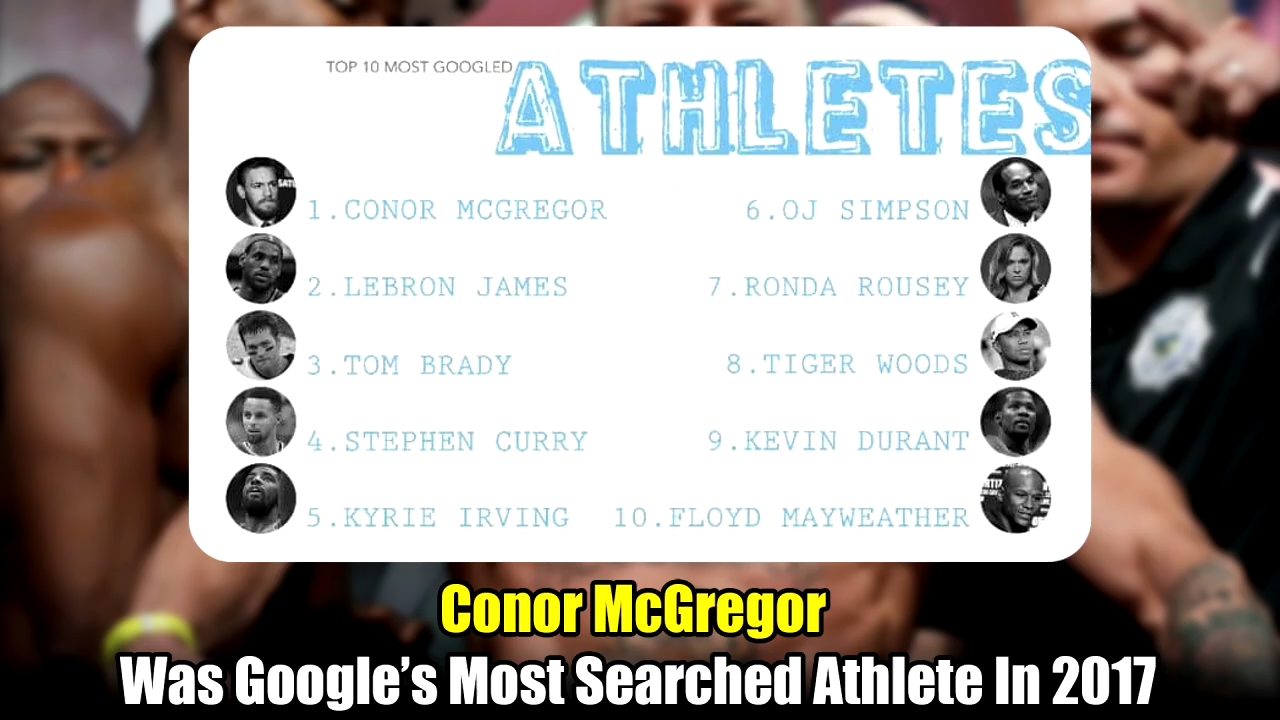 TOP 10 MOST GOOGLED
ATHLETES
1.CONOR MCGREGOR
2.LEBRON JAMES
3.TOM BRADY
4.STEPHEN CURRY
5.KYRIE IRVING
6.OJ SIMPSON
7.RONDA ROUSEY
8.TIGER WOODS
9.KEVIN DURANT
10.FLOYD MAYWEATHER
Conor McGregor
Was Google’s Most Searched Athlete In 2017